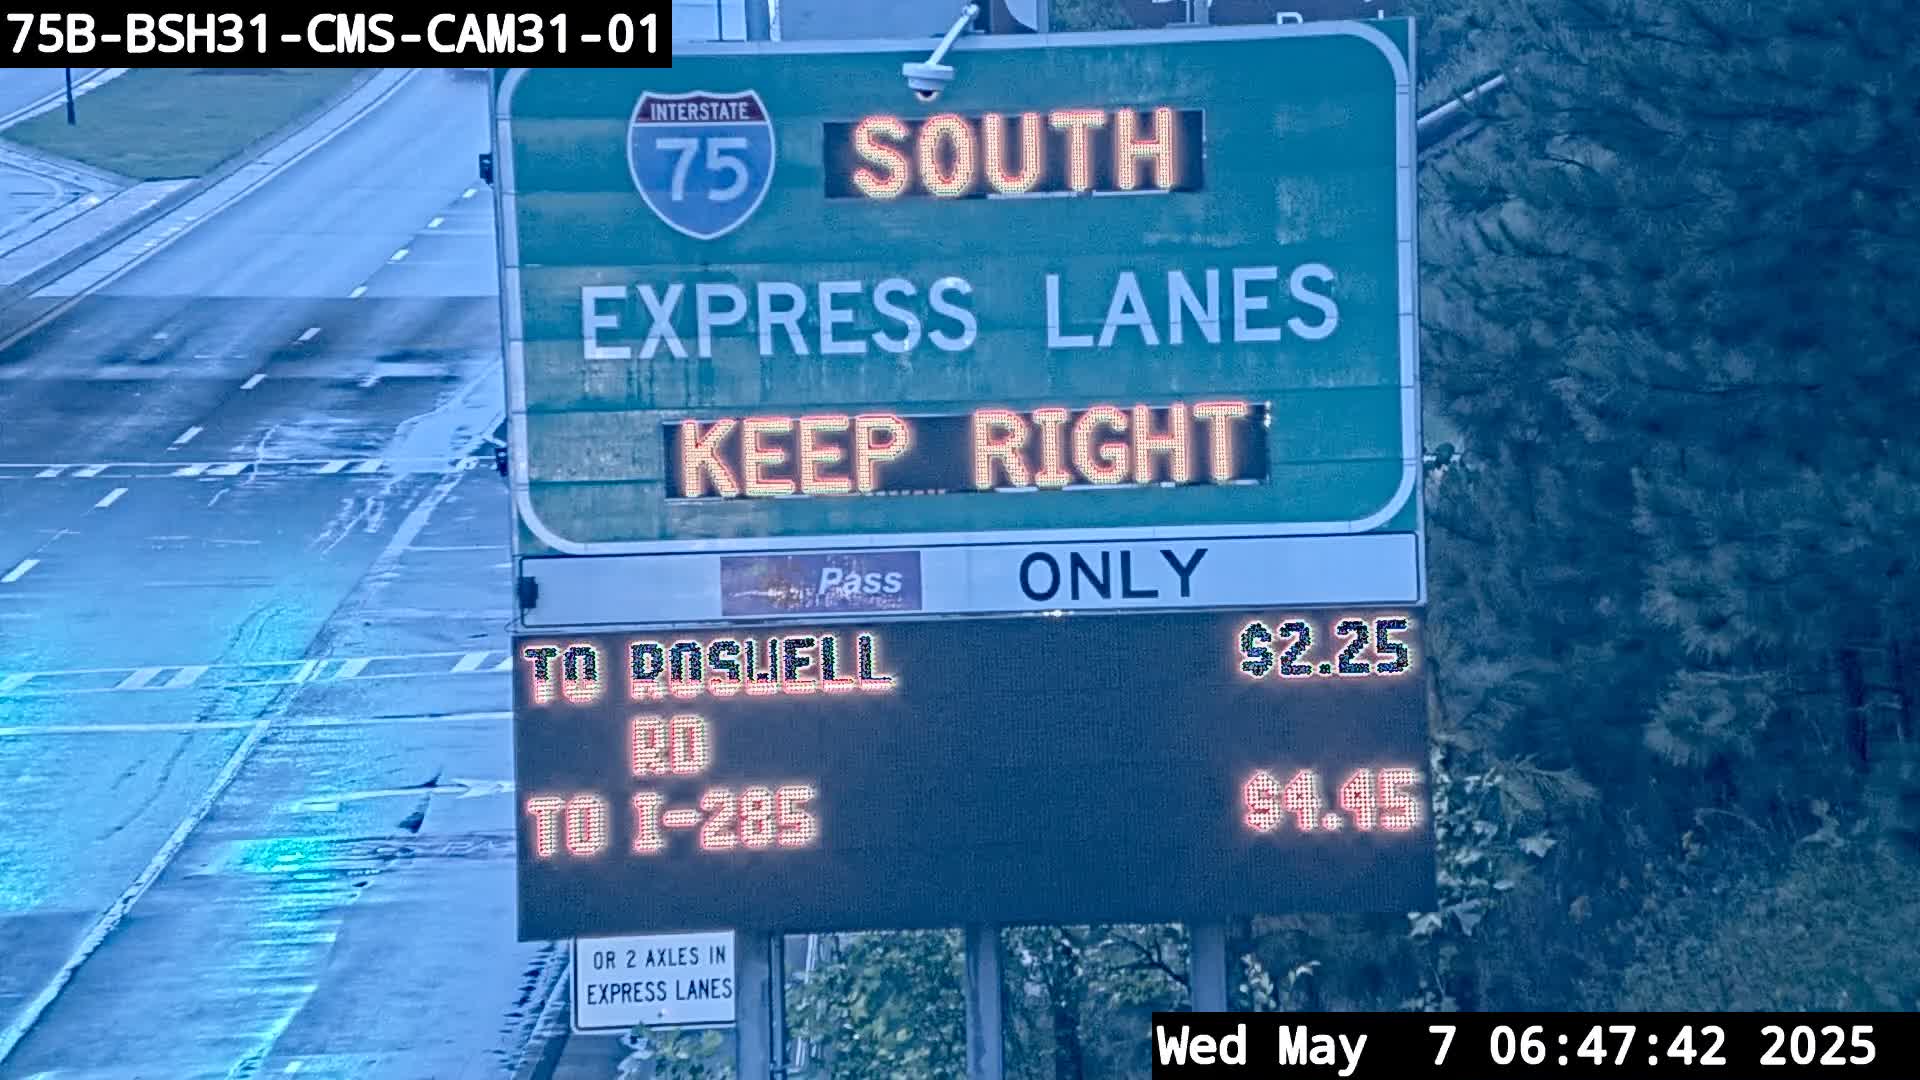 75B-BSH31-CMS-CAM31-01
INTERSTATE
75
SOUTH
EXPRESS LANES
KEEP RIGHT
Pass ONLY
TO ROSWELL $2.25
RD
TO I-285 $4.45
OR 2 AXLES IN
EXPRESS LANES
Wed May 7 06:47:42 2025